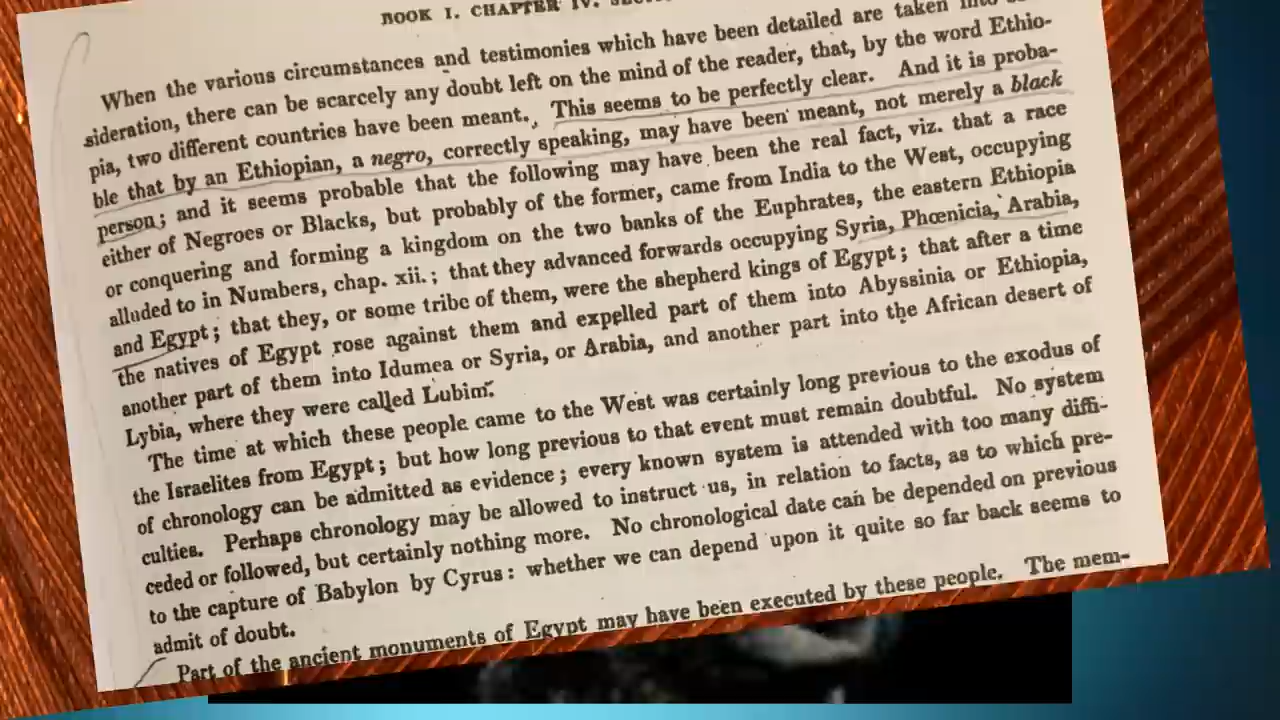 BOOK I. CHAPTER IV.
When the various circumstances and testimonies which have been detailed are taken into
sideration, there can be scarcely any doubt left on the mind of the reader, that, by the word Ethio-
pia, two different countries have been meant. This seems to be perfectly clear. And it is proba-
ble that by an Ethiopian, a negro, correctly speaking, may have been meant, not merely a black
person; and it seems probable that the following may have been the real fact, viz. that a race
either of Negroes or Blacks, but probably of the former, came from India to the West, occupying
or conquering and forming a kingdom on the two banks of the Euphrates, the eastern Ethiopia
alluded to in Numbers, chap. xii.; that they advanced forwards occupying Syria, Phœnicia, Arabia,
and Egypt; that they, or some tribe of them, were the shepherd kings of Egypt; that after a time
the natives of Egypt rose against them and expelled part of them into Abyssinia or Ethiopia,
another part of them into Idumea or Syria, or Arabia, and another part into the African desert of
Lybia, where they were called Lubim.
The time at which these people came to the West was certainly long previous to the exodus of
the Israelites from Egypt; but how long previous to that event must remain doubtful. No system
of chronology can be admitted as evidence; every known system is attended with too many diffi-
culties. Perhaps chronology may be allowed to instruct us, in relation to facts, as to which pre-
ceded or followed, but certainly nothing more. No chronological date can be depended on previous
to the capture of Babylon by Cyrus: whether we can depend upon it quite so far back seems to
admit of doubt.
Part of the ancient monuments of Egypt may have been executed by these people. The mem-